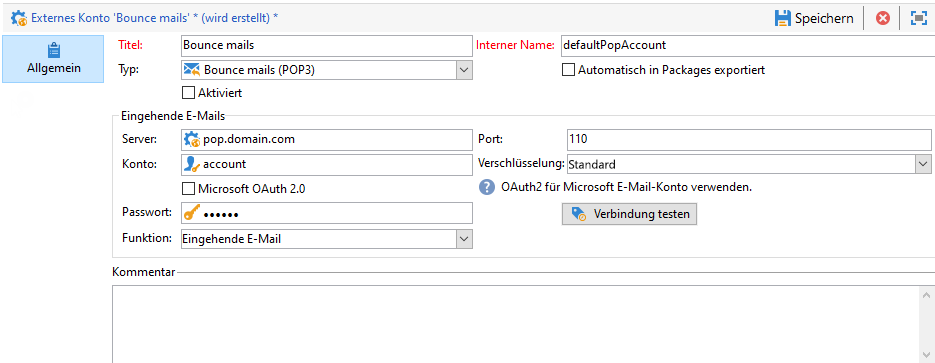 Externes Konto 'Bounce mails' * (wird erstellt) * Speichern
Allgemein
Titel: Bounce mails Interner Name: defaultPopAccount
Typ: Bounce mails (POP3) Automatisch in Packages exportiert
Aktiviert
Eingehende E-Mails
Server: pop.domain.com Port: 110
Konto: account Verschlüsselung: Standard
Microsoft OAuth 2.0 ? OAuth2 für Microsoft E-Mail-Konto verwenden.
Passwort: •••••• Verbindung testen
Funktion: Eingehende E-Mail
Kommentar